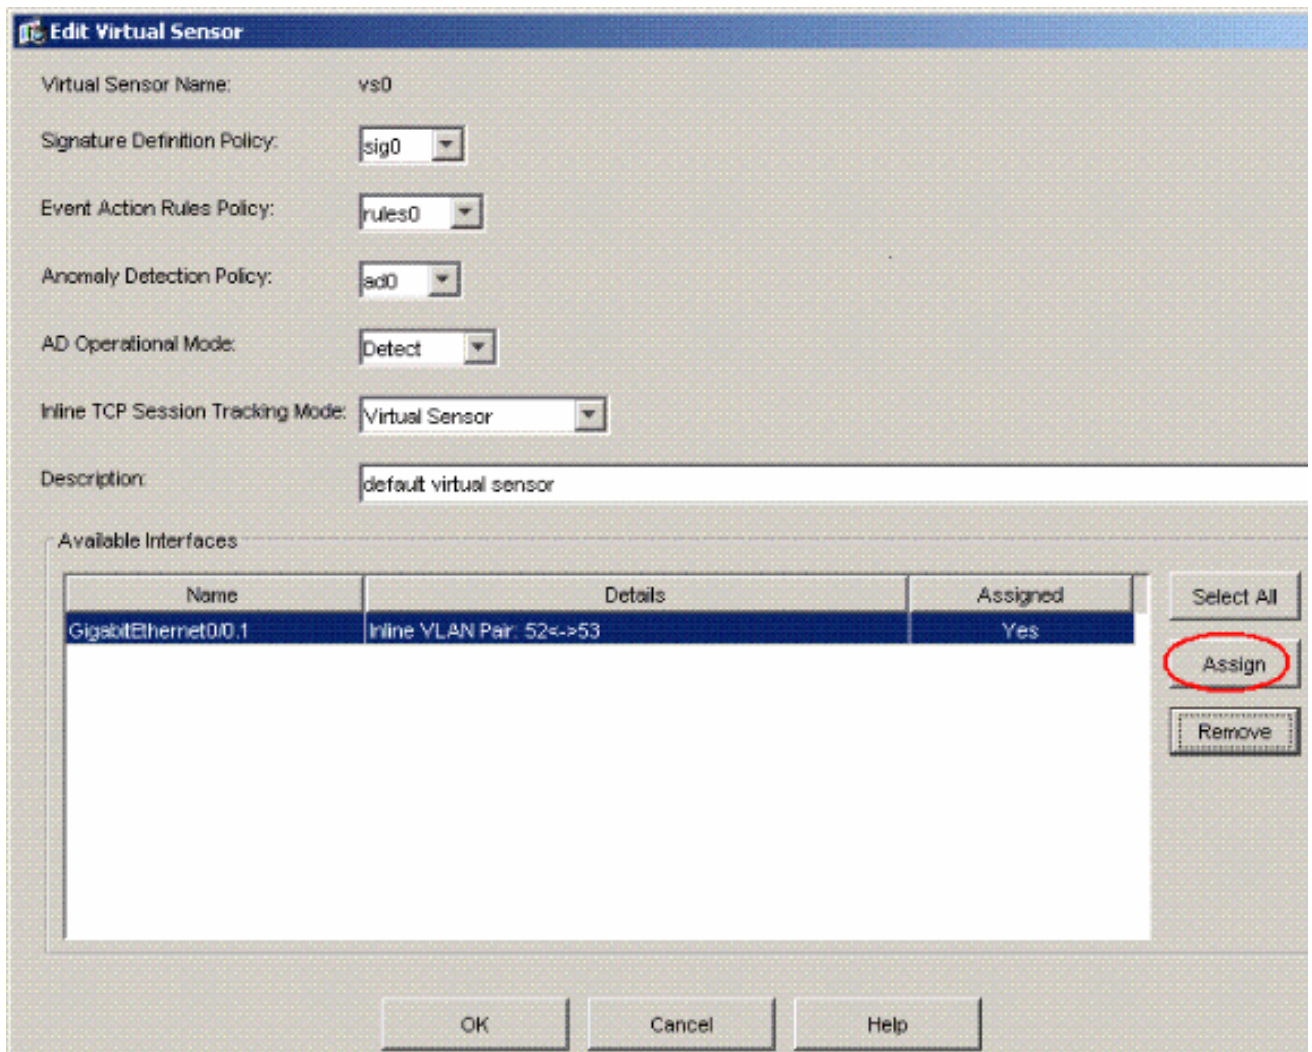 Edit Virtual Sensor
Virtual Sensor Name: vs0
Signature Definition Policy: sig0
Event Action Rules Policy: rules0
Anomaly Detection Policy: ad0
AD Operational Mode: Detect
Inline TCP Session Tracking Mode: Virtual Sensor
Description: default virtual sensor
Available Interfaces
Name Details Assigned
GigabitEthernet0/0.1 Inline VLAN Pair: 52<->53 Yes
Select All
Assign
Remove
OK Cancel Help